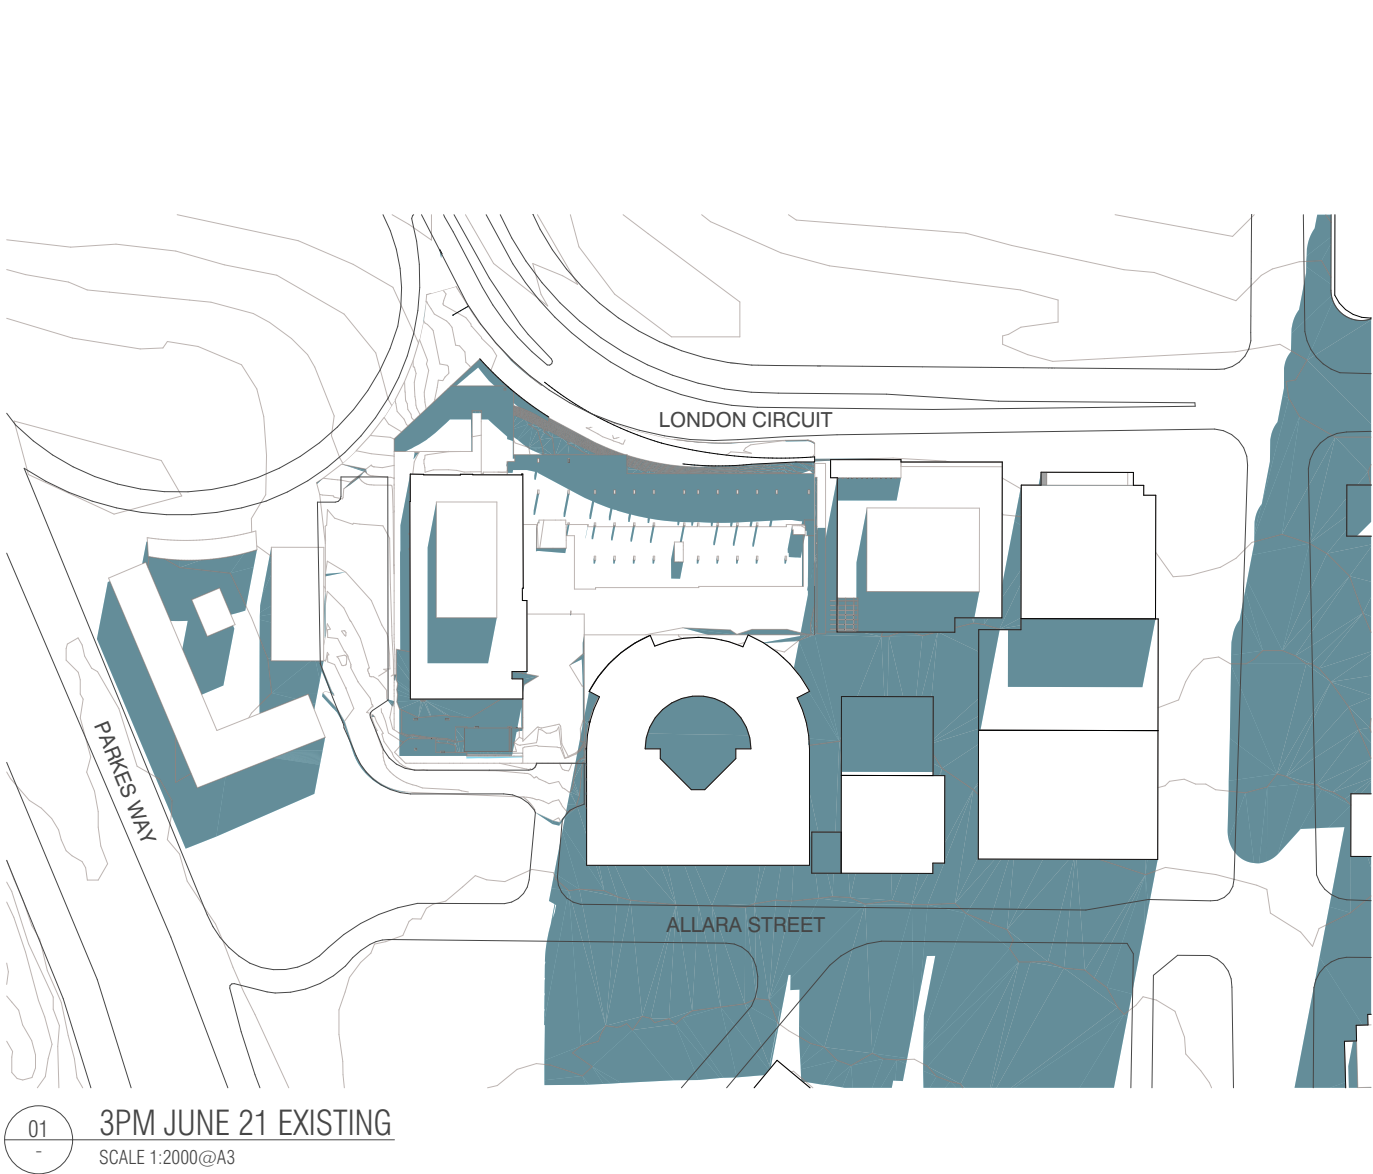 LONDON CIRCUIT
PARKES WAY
ALLARA STREET
01
-
3PM JUNE 21 EXISTING
SCALE 1:2000@A3